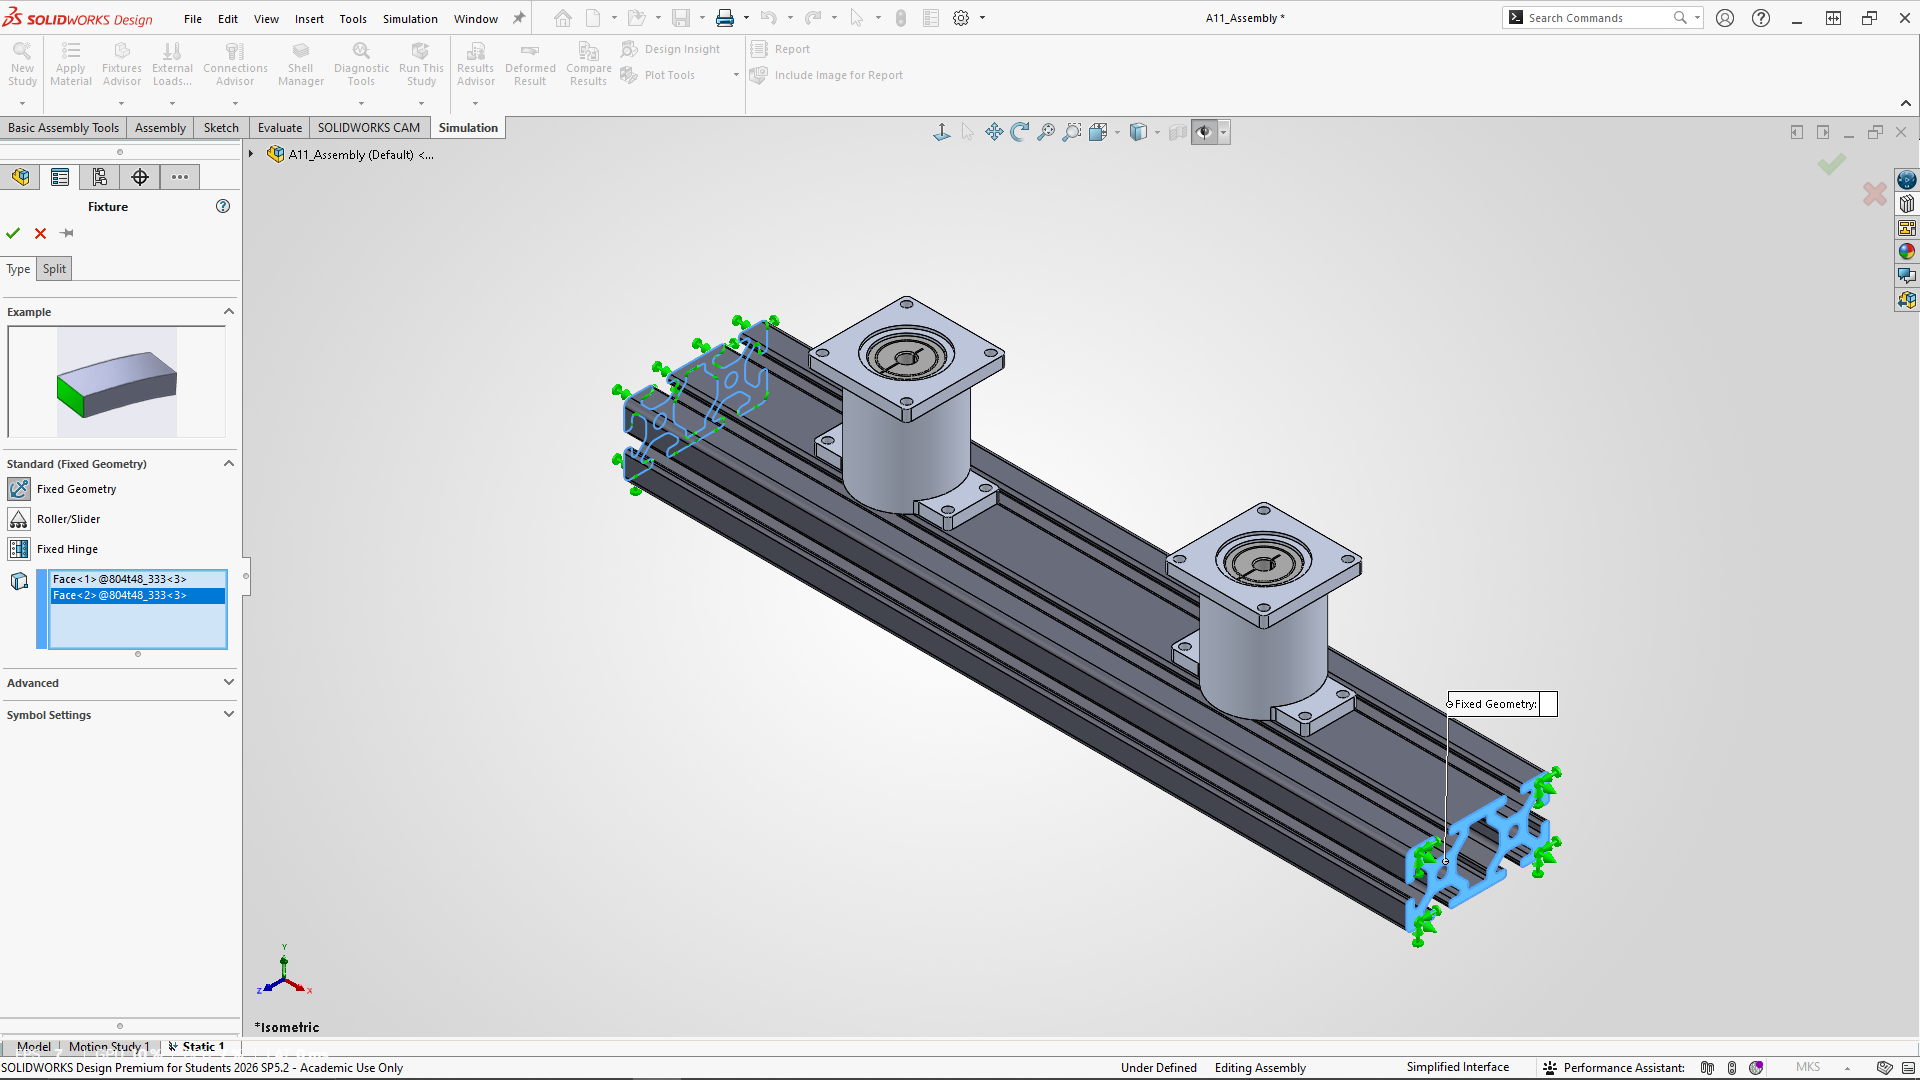 SOLIDWORKS Design
File Edit View Insert Tools Simulation Window
A11_Assembly *
Search Commands
New Study
Apply Material
Fixtures Advisor
External Loads...
Connections Advisor
Shell Manager
Diagnostic Tools
Run This Study
Results Advisor
Deformed Result
Compare Results
Design Insight
Plot Tools
Report
Include Image for Report
Basic Assembly Tools Assembly Sketch Evaluate SOLIDWORKS CAM Simulation
A11_Assembly (Default) <...
Fixture
Type Split
Example
Standard (Fixed Geometry)
Fixed Geometry
Roller/Slider
Fixed Hinge
Face<1>@804t48_333<3>
Face<2>@804t48_333<3>
Advanced
Symbol Settings
Fixed Geometry:
Y
Z
X
*Isometric
Model Motion Study 1 Static 1
SOLIDWORKS Design Premium for Students 2026 SP5.2 - Academic Use Only
Under Defined Editing Assembly Simplified Interface Performance Assistant: MKS